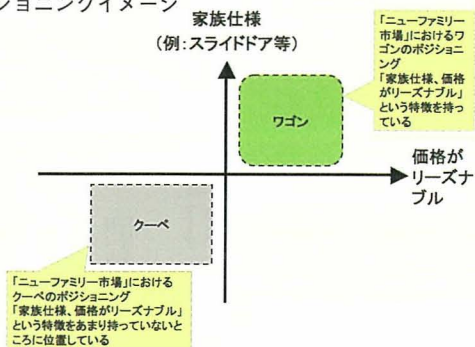 ショニングイメージ
家族仕様
(例:スライドドア等)
「ニューファミリー
市場」におけるワ
ゴンのポジショニ
ング
「家族仕様、価格
がリーズナブル」
という特徴を持っ
ている
ワゴン
価格が
リーズナ
ブル
クーペ
「ニューファミリー市場」における
クーペのポジショニング
「家族仕様、価格がリーズナブル」
という特徴をあまり持っていないと
ころに位置している